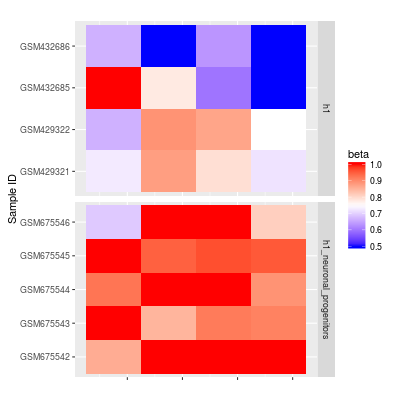 Sample ID
GSM432686
GSM432685
GSM429322
GSM429321
h1
GSM675546
GSM675545
GSM675544
GSM675543
GSM675542
h1_neuronal_progenitors
beta
1.0
0.9
0.8
0.7
0.6
0.5